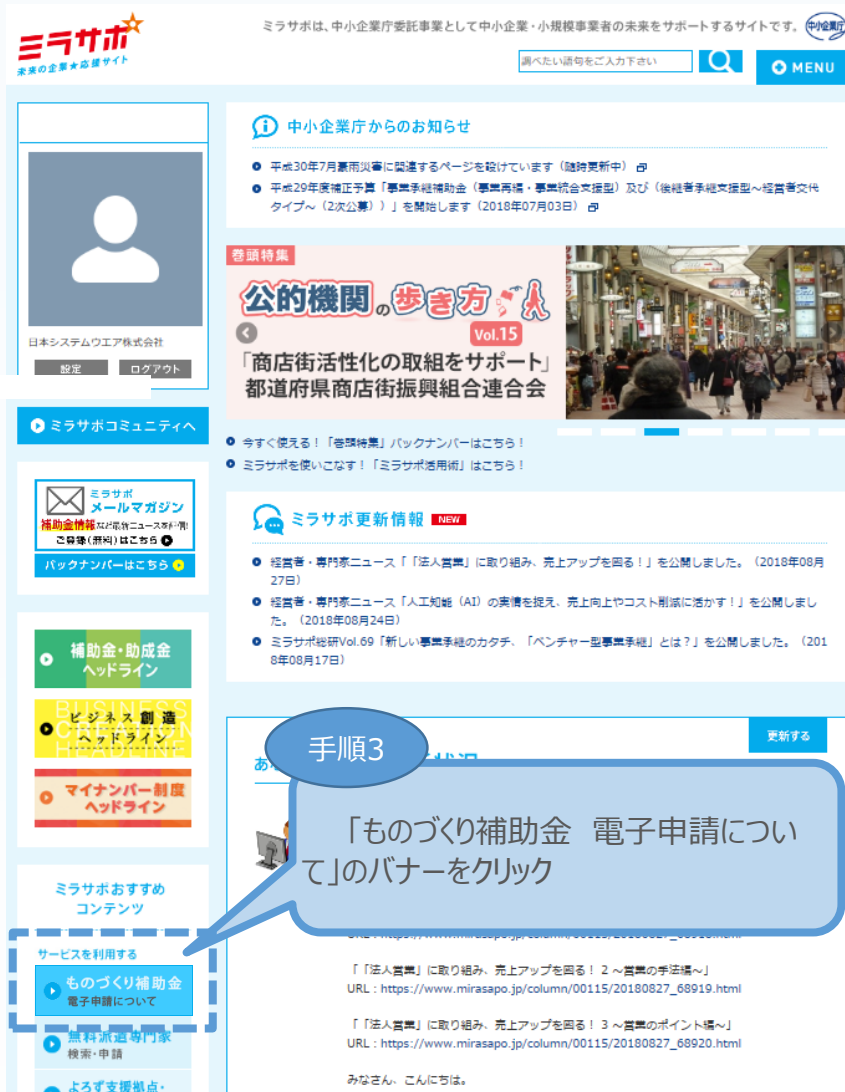 ミラサポ
未来の企業★応援サイト
ミラサポは、中小企業庁委託事業として中小企業・小規模事業者の未来をサポートするサイトです。
中小企業庁
調べたい語句をご入力下さい
MENU
日本システムウエア株式会社
設定
ログアウト
ミラサポコミュニティへ
ミラサポ
メールマガジン
補助金情報など最新ニュースを配信!
ご登録(無料)はこちら
バックナンバーはこちら
補助金・助成金
ヘッドライン
ビジネス創造
ヘッドライン
マイナンバー制度
ヘッドライン
ミラサポおすすめ
コンテンツ
サービスを利用する
ものづくり補助金
電子申請について
無料派遣専門家
検索・申請
よろず支援拠点・
中小企業庁からのお知らせ
平成30年7月豪雨災害に関連するページを設けています（随時更新中）
平成29年度補正予算「事業承継補助金（事業再編・事業統合支援型）及び（後継者承継支援型～経営者交代
タイプ～（2次公募））」を開始します（2018年07月03日）
巻頭特集
公的機関の歩き方
Vol.15
「商店街活性化の取組をサポート」
都道府県商店街振興組合連合会
今すぐ使える！「巻頭特集」バックナンバーはこちら！
ミラサポを使いこなす！「ミラサポ活用術」はこちら！
ミラサポ更新情報 NEW
経営者・専門家ニュース「「法人営業」に取り組み、売上アップを図る！」を公開しました。（2018年08月
27日）
経営者・専門家ニュース「人工知能（AI）の実情を捉え、売上向上やコスト削減に活かす！」を公開しまし
た。（2018年08月24日）
ミラサポ総研Vol.69「新しい事業承継のカタチ、「ベンチャー型事業承継」とは？」を公開しました。（201
8年08月17日）
更新する
手順3
「ものづくり補助金　電子申請につい
て」のバナーをクリック
「「法人営業」に取り組み、売上アップを図る！２～営業の手法編～」
URL：https://www.mirasapo.jp/column/00115/20180827_68919.html
「「法人営業」に取り組み、売上アップを図る！３～営業のポイント編～」
URL：https://www.mirasapo.jp/column/00115/20180827_68920.html
みなさん、こんにちは。